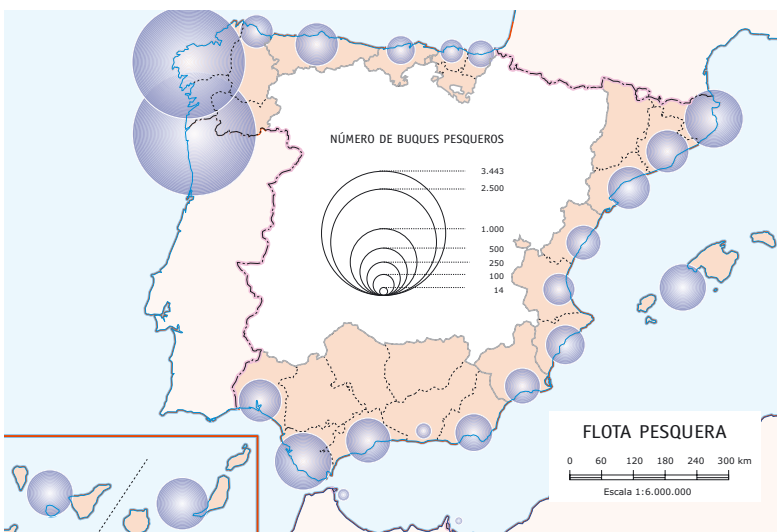 NÚMERO DE BUQUES PESQUEROS
3.443
2.500
1.000
500
250
100
14
FLOTA PESQUERA
0 60 120 180 240 300 km
Escala 1:6.000.000